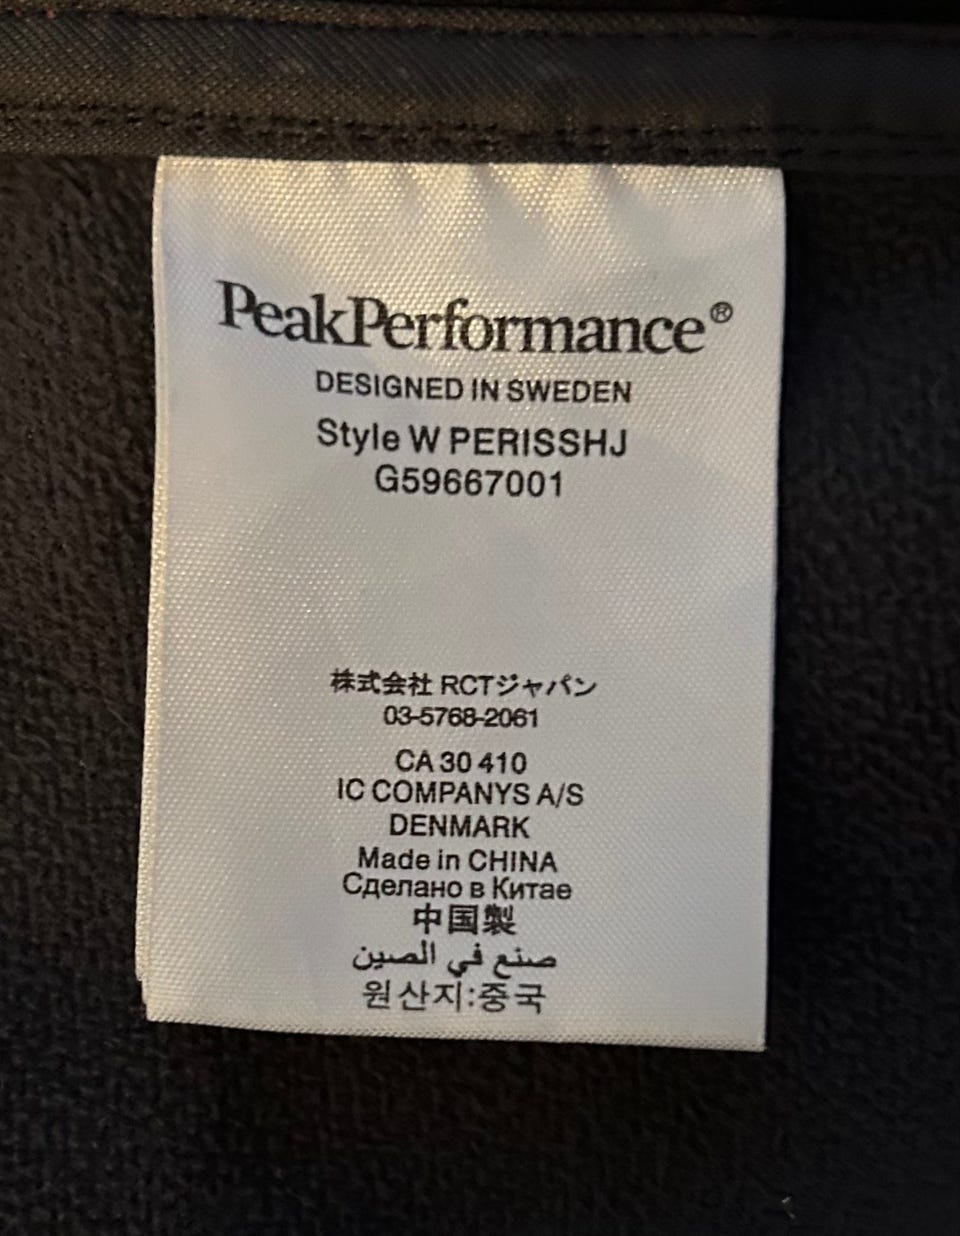 PeakPerformance®
DESIGNED IN SWEDEN
Style W PERISSHJ
G59667001
株式会社 RCTジャパン
03-5768-2061
CA 30 410
IC COMPANYS A/S
DENMARK
Made in CHINA
Сделано в Китае
中国製
صنع في الصين
원산지:중국